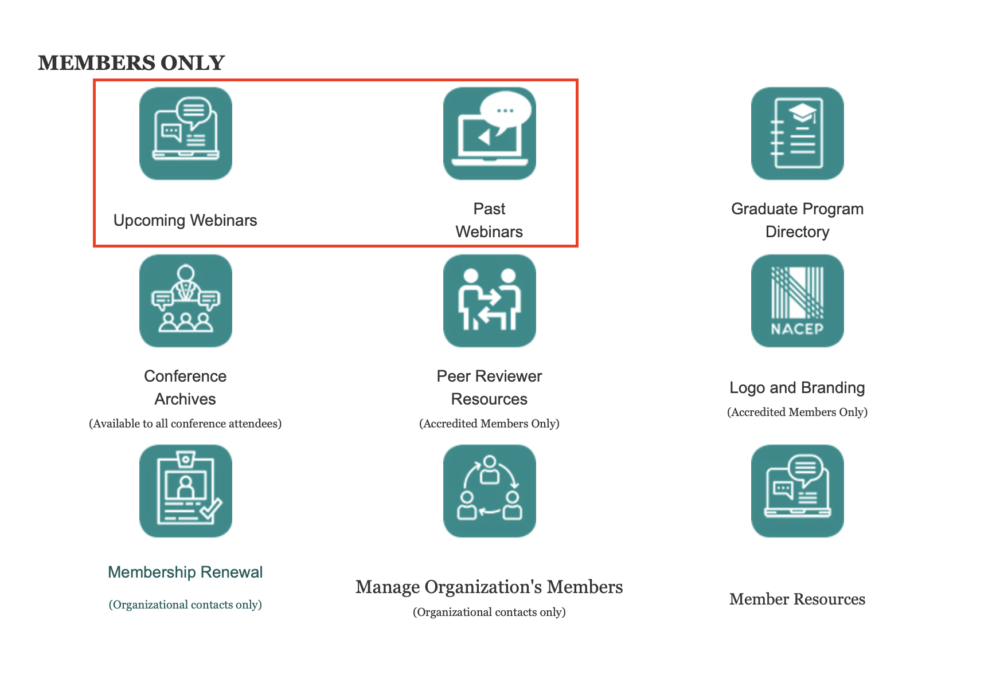 MEMBERS ONLY
Upcoming Webinars
Past
Webinars
Graduate Program
Directory
NACEP
Conference
Archives
(Available to all conference attendees)
Peer Reviewer
Resources
(Accredited Members Only)
Logo and Branding
(Accredited Members Only)
Membership Renewal
(Organizational contacts only)
Manage Organization's Members
(Organizational contacts only)
Member Resources